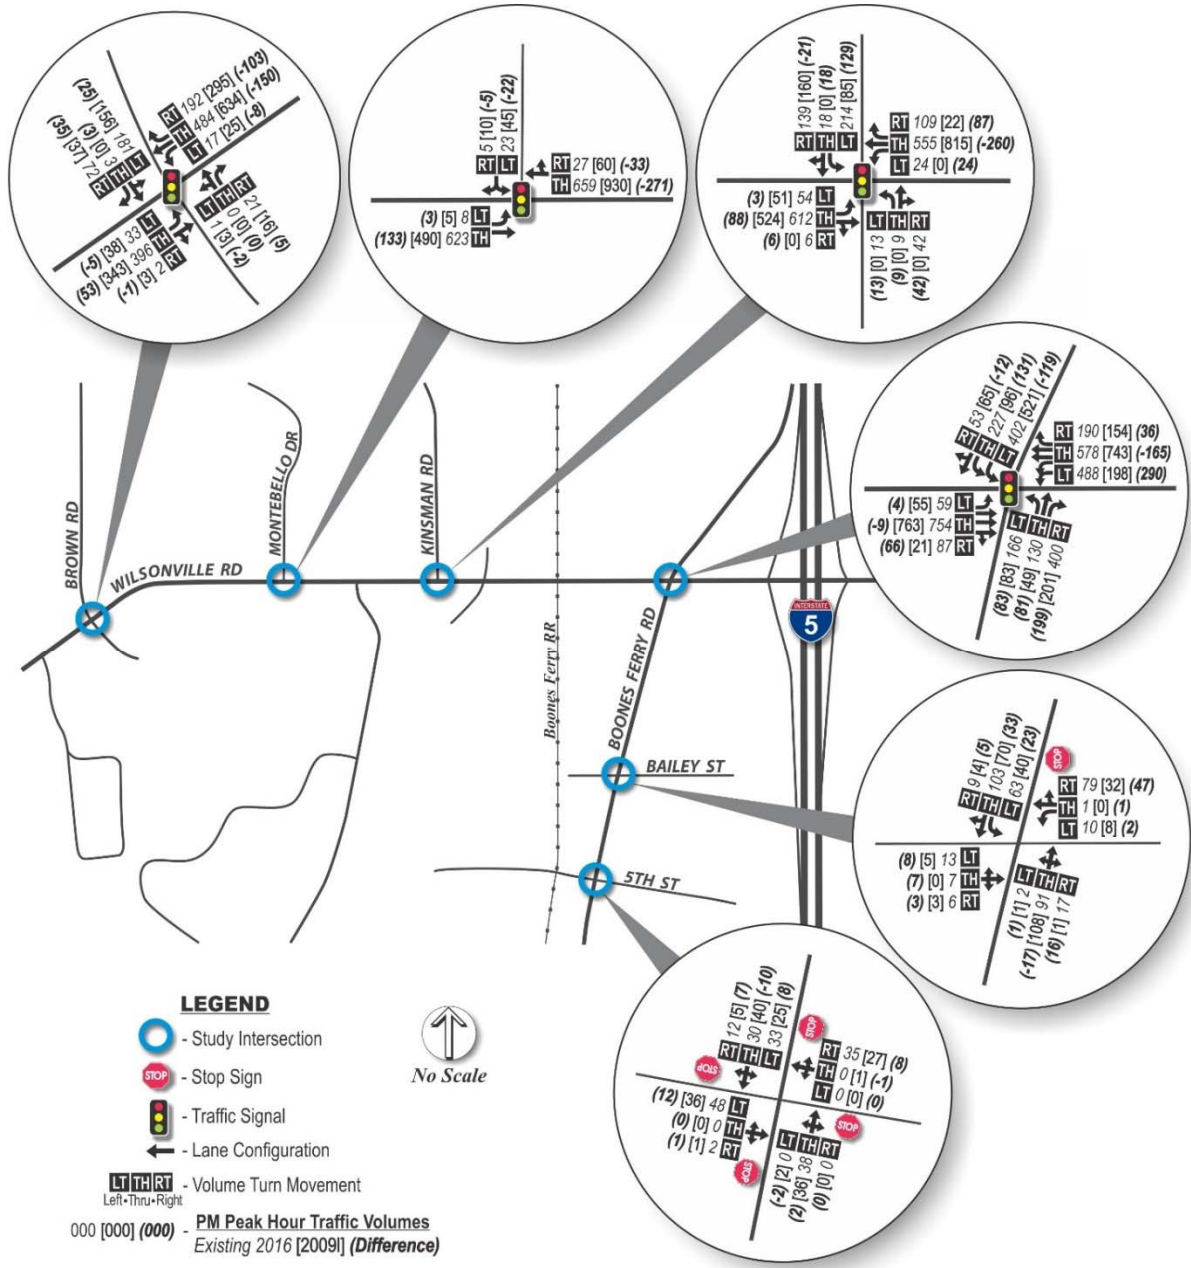 (25) [156] 181
(3) [0] 3
(35) [37] 72
RT TH LT
RT 192 [295] (-103)
TH 484 [634] (-150)
LT 17 [25] (-8)
(-5) [38] 33 LT
(53) [343] 396 TH
(-1) [3] 2 RT
LT TH RT
21 [16] (5)
0 [0] (0)
1 [3] (-2)
5 [10] (-5)
23 [45] (-22)
RT LT
RT 27 [60] (-33)
TH 659 [930] (-271)
(3) [5] 8 LT
(133) [490] 623 TH
139 [160] (-21)
18 [0] (18)
214 [85] (129)
RT TH LT
RT 109 [22] (87)
TH 555 [815] (-260)
LT 24 [0] (24)
(3) [51] 54 LT
(88) [524] 612 TH
(6) [0] 6 RT
LT TH RT
(13) [0] 13
(9) [0] 9
(42) [0] 42
53 [65] (-12)
227 [96] (131)
402 [521] (-119)
RT TH LT
RT 190 [154] (36)
TH 578 [743] (-165)
LT 488 [198] (290)
(4) [55] 59 LT
(-9) [763] 754 TH
(66) [21] 87 RT
LT TH RT
(83) [83] 166
(81) [49] 130
(199) [201] 400
BROWN RD
WILSONVILLE RD
MONTEBELLO DR
KINSMAN RD
Boones Ferry RR
BOONES FERRY RD
INTERSTATE
5
BAILEY ST
5TH ST
9 [4] (5)
103 [70] (33)
63 [40] (23)
RT TH LT
STOP
RT 79 [32] (47)
TH 1 [0] (1)
LT 10 [8] (2)
(8) [5] 13 LT
(7) [0] 7 TH
(3) [3] 6 RT
LT TH RT
(1) [1] 2
(-17) [108] 91
(16) [1] 17
12 [5] (7)
30 [40] (-10)
33 [25] (8)
RT TH LT
STOP
STOP
RT 35 [27] (8)
TH 0 [1] (-1)
LT 0 [0] (0)
(12) [36] 48 LT
(0) [0] 0 TH
(1) [1] 2 RT
STOP
STOP
LT TH RT
(-2) [2] 0
(2) [36] 38
(0) [0] 0
LEGEND
- Study Intersection
STOP - Stop Sign
- Traffic Signal
- Lane Configuration
LT TH RT - Volume Turn Movement
Left•Thru•Right
000 [000] (000) - PM Peak Hour Traffic Volumes
Existing 2016 [2009I] (Difference)
No Scale